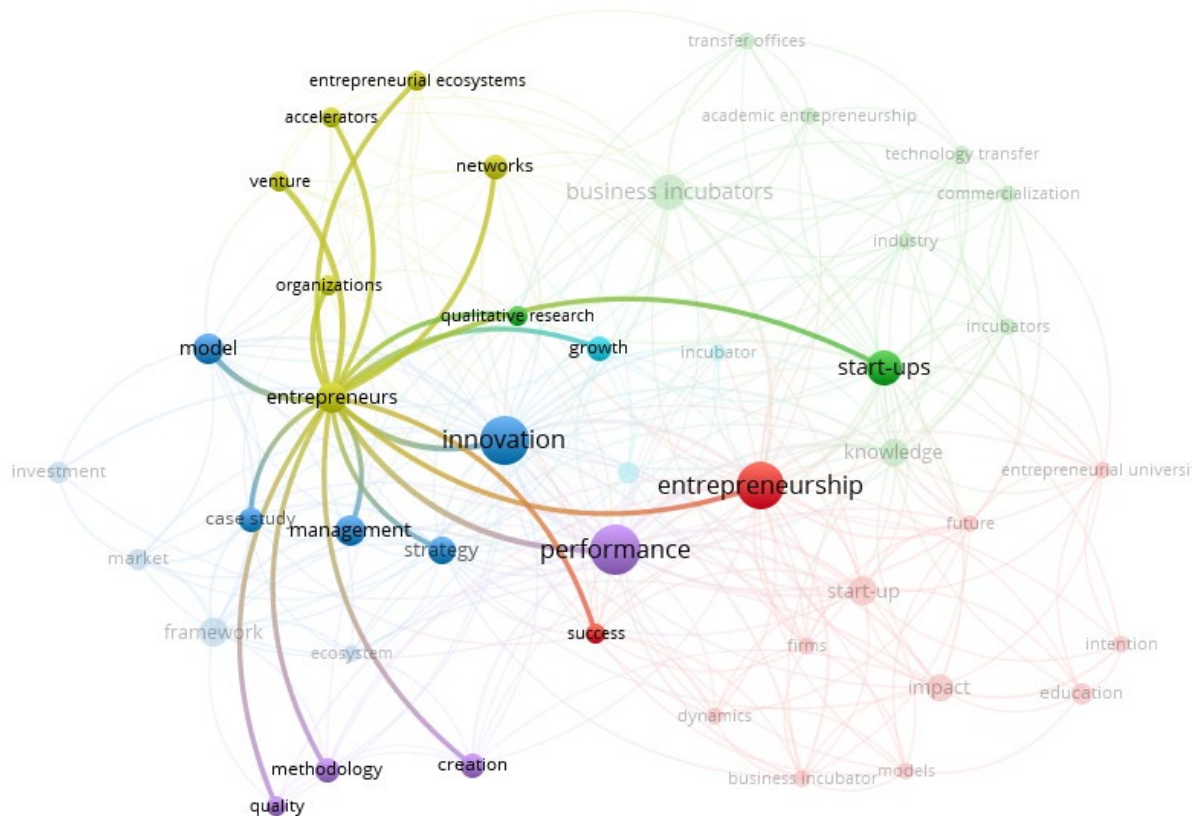 transfer offices
entrepreneurial ecosystems
accelerators
academic entrepreneurship
technology transfer
networks
venture
business incubators
commercialization
industry
organizations
qualitative research
incubators
model
growth
incubator
start-ups
entrepreneurs
innovation
knowledge
investment
entrepreneurial universi
entrepreneurship
case study
management
future
strategy
performance
market
start-up
framework
success
ecosystem
firms
intention
impact
education
dynamics
methodology
creation
business incubator
models
quality